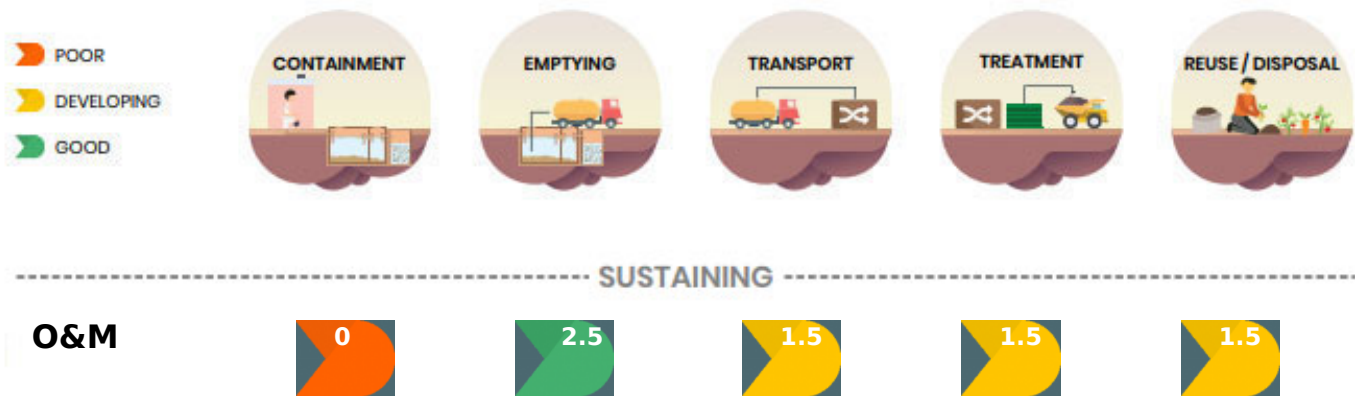 POOR
DEVELOPING
GOOD
CONTAINMENT
EMPTYING
TRANSPORT
TREATMENT
REUSE / DISPOSAL
SUSTAINING
O&M
0
2.5
1.5
1.5
1.5